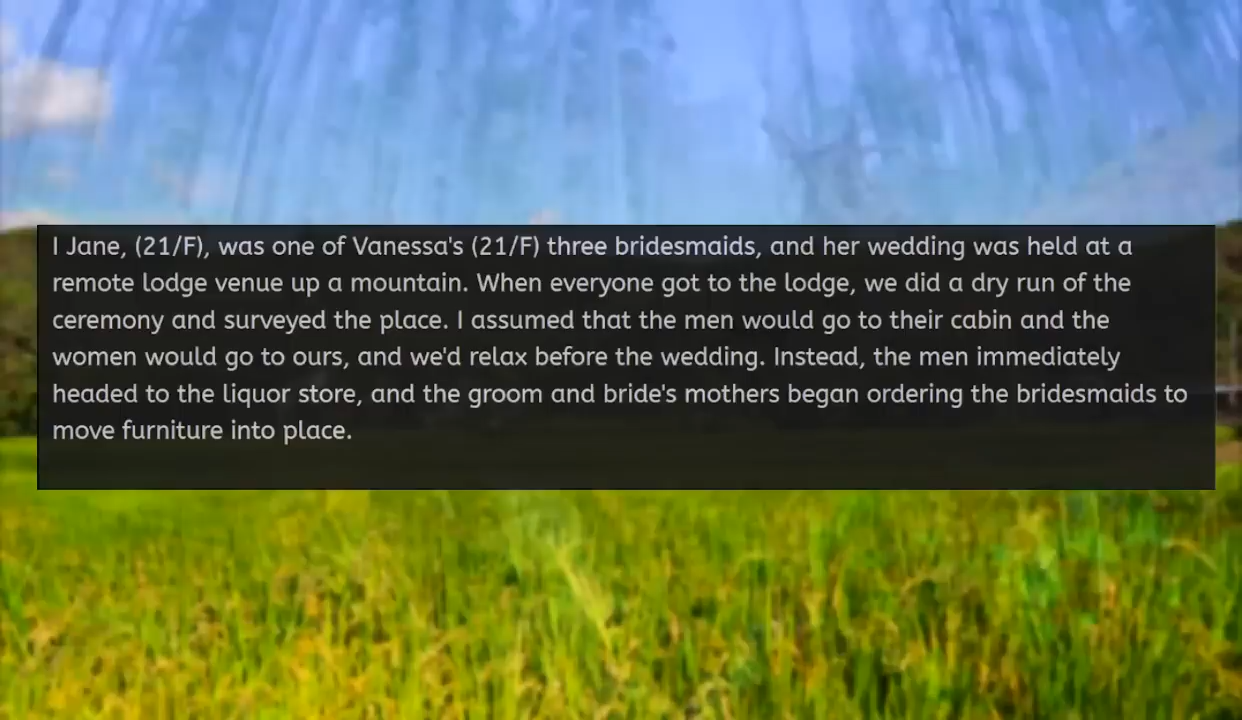 I Jane, (21/F), was one of Vanessa's (21/F) three bridesmaids, and her wedding was held at a
remote lodge venue up a mountain. When everyone got to the lodge, we did a dry run of the
ceremony and surveyed the place. I assumed that the men would go to their cabin and the
women would go to ours, and we'd relax before the wedding. Instead, the men immediately
headed to the liquor store, and the groom and bride's mothers began ordering the bridesmaids to
move furniture into place.